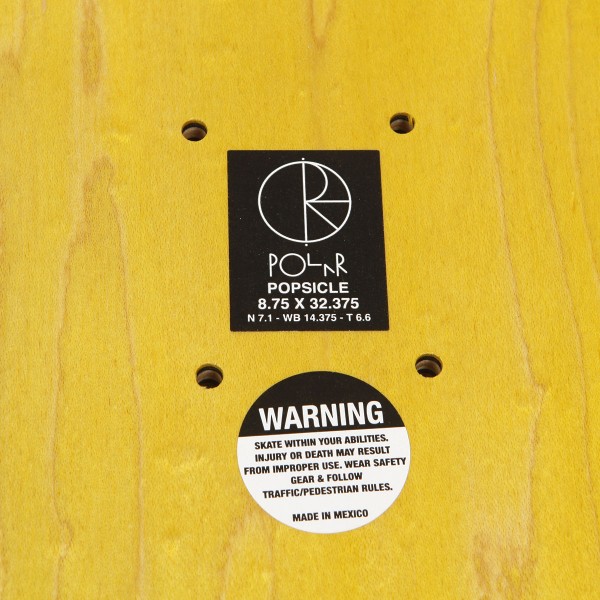 POLAR
POPSICLE
8.75 X 32.375
N 7.1 - WB 14.375 - T 6.6
WARNING
SKATE WITHIN YOUR ABILITIES.
INJURY OR DEATH MAY RESULT
FROM IMPROPER USE. WEAR SAFETY
GEAR & FOLLOW
TRAFFIC/PEDESTRIAN RULES.
MADE IN MEXICO